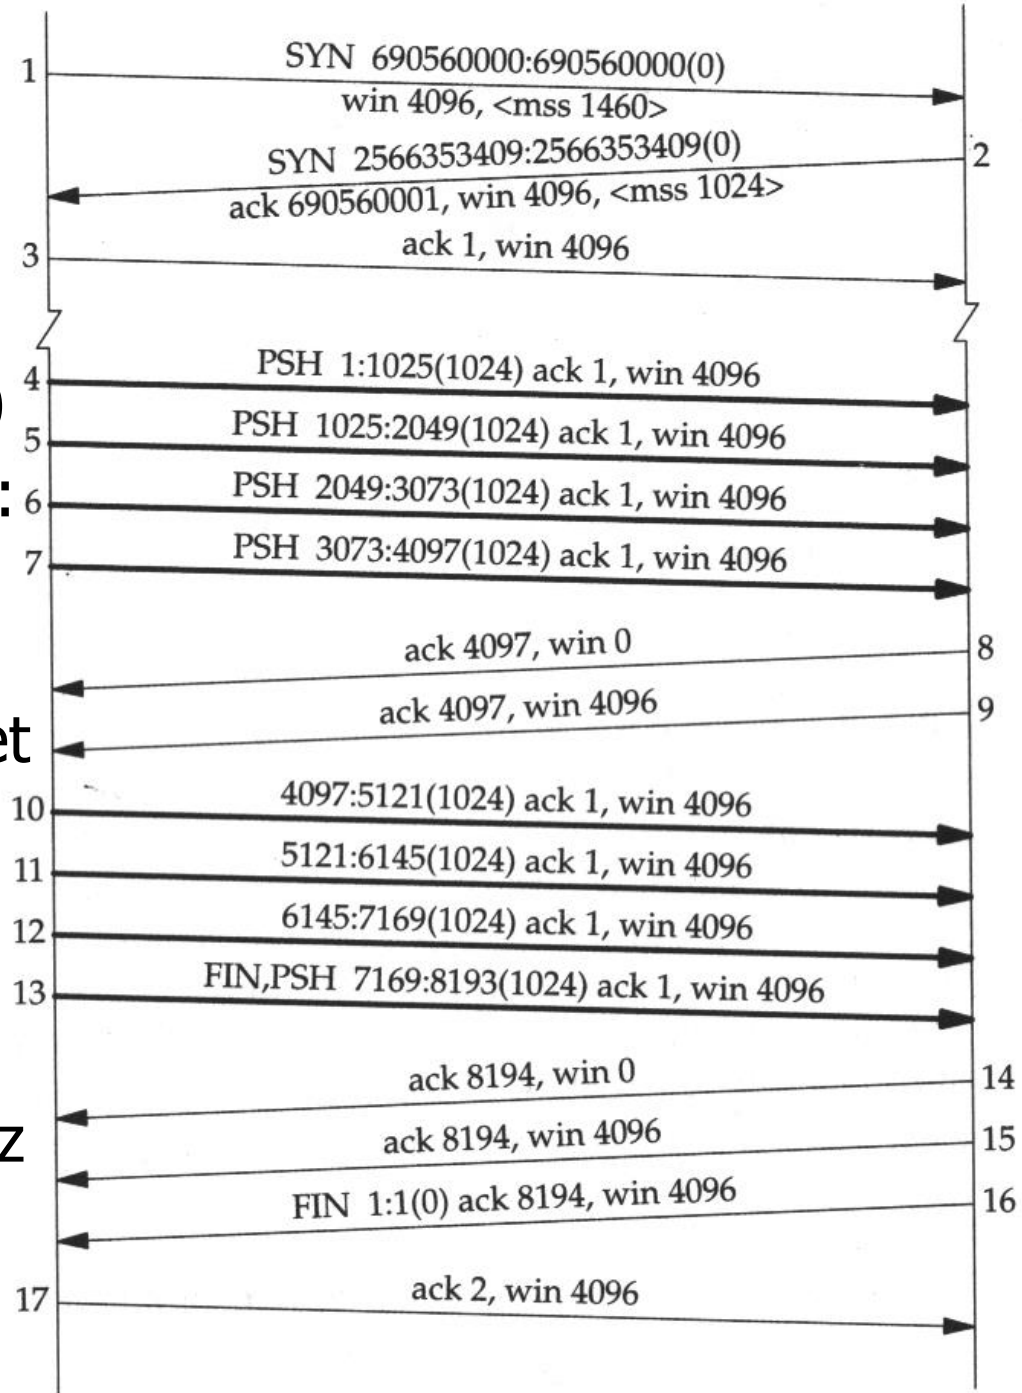 SYN 690560000:690560000(0)
1
win 4096, <mss 1460>
SYN 2566353409:2566353409(0)
2
ack 690560001, win 4096, <mss 1024>
3
ack 1, win 4096
4
PSH 1:1025(1024) ack 1, win 4096
)
5
PSH 1025:2049(1024) ack 1, win 4096
:
6
PSH 2049:3073(1024) ack 1, win 4096
7
PSH 3073:4097(1024) ack 1, win 4096
ack 4097, win 0
8
ack 4097, win 4096
9
et
10
4097:5121(1024) ack 1, win 4096
11
5121:6145(1024) ack 1, win 4096
12
6145:7169(1024) ack 1, win 4096
13
FIN,PSH 7169:8193(1024) ack 1, win 4096
ack 8194, win 0
14
ack 8194, win 4096
15
z
FIN 1:1(0) ack 8194, win 4096
16
17
ack 2, win 4096